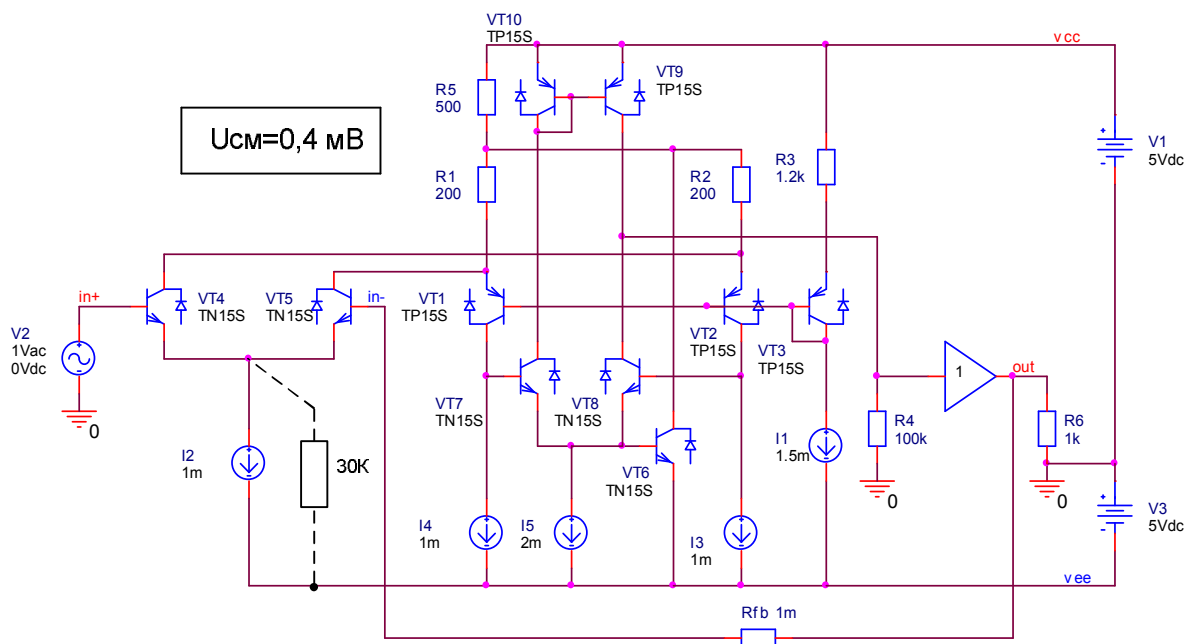 VT10
TP15S
vcc
R5
500
VT9
TP15S
Uсм=0,4 мВ
V1
5Vdc
R1
200
R2
200
R3
1.2k
in+
VT4
TN15S
VT5
TN15S
in-
VT1
TP15S
V2
1Vac
0Vdc
0
VT2
TP15S
VT3
TP15S
1
out
VT7
TN15S
VT8
TN15S
R4
100k
R6
1k
VT6
TN15S
I1
1.5m
I2
1m
30К
0
0
I4
1m
I5
2m
I3
1m
V3
5Vdc
vee
Rfb 1m